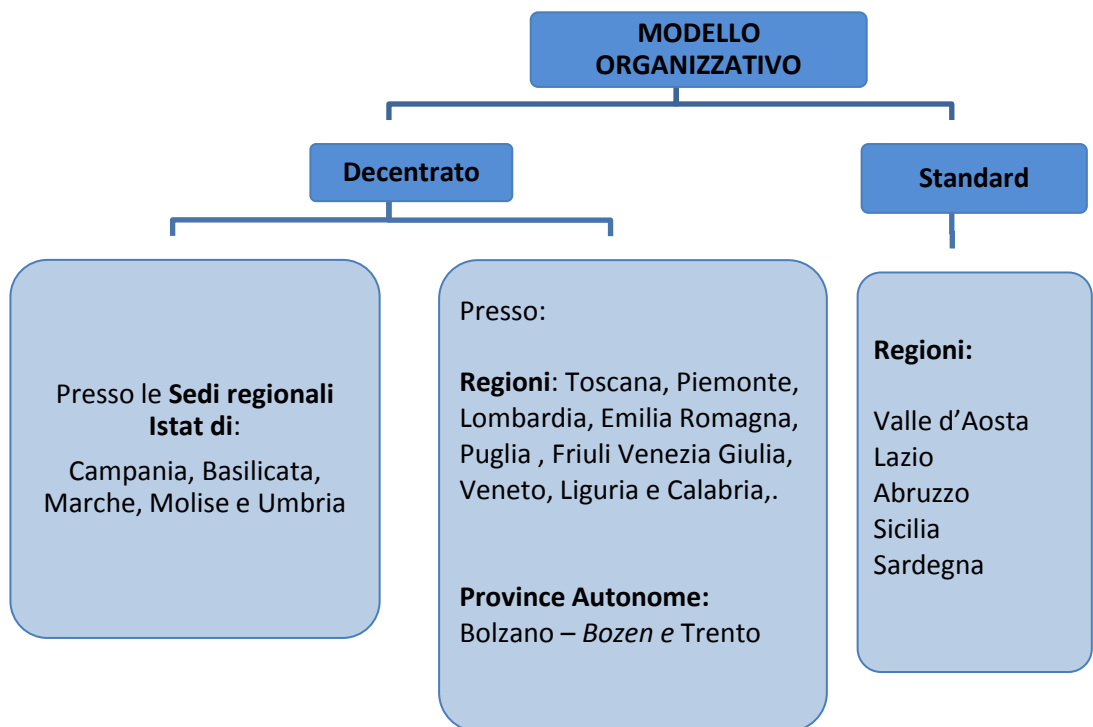 MODELLO
ORGANIZZATIVO
Decentrato
Standard
Presso le Sedi regionali
Istat di:
Campania, Basilicata,
Marche, Molise e Umbria
Presso:
Regioni: Toscana, Piemonte,
Lombardia, Emilia Romagna,
Puglia , Friuli Venezia Giulia,
Veneto, Liguria e Calabria,.
Province Autonome:
Bolzano – Bozen e Trento
Regioni:
Valle d’Aosta
Lazio
Abruzzo
Sicilia
Sardegna